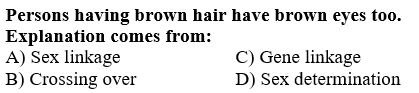 Persons having brown hair have brown eyes too.
Explanation comes from:
A) Sex linkage C) Gene linkage
B) Crossing over D) Sex determination